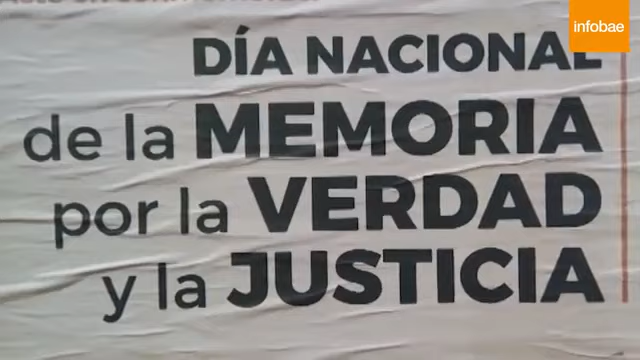 infobae
DÍA NACIONAL
de la MEMORIA
por la VERDAD
y la JUSTICIA